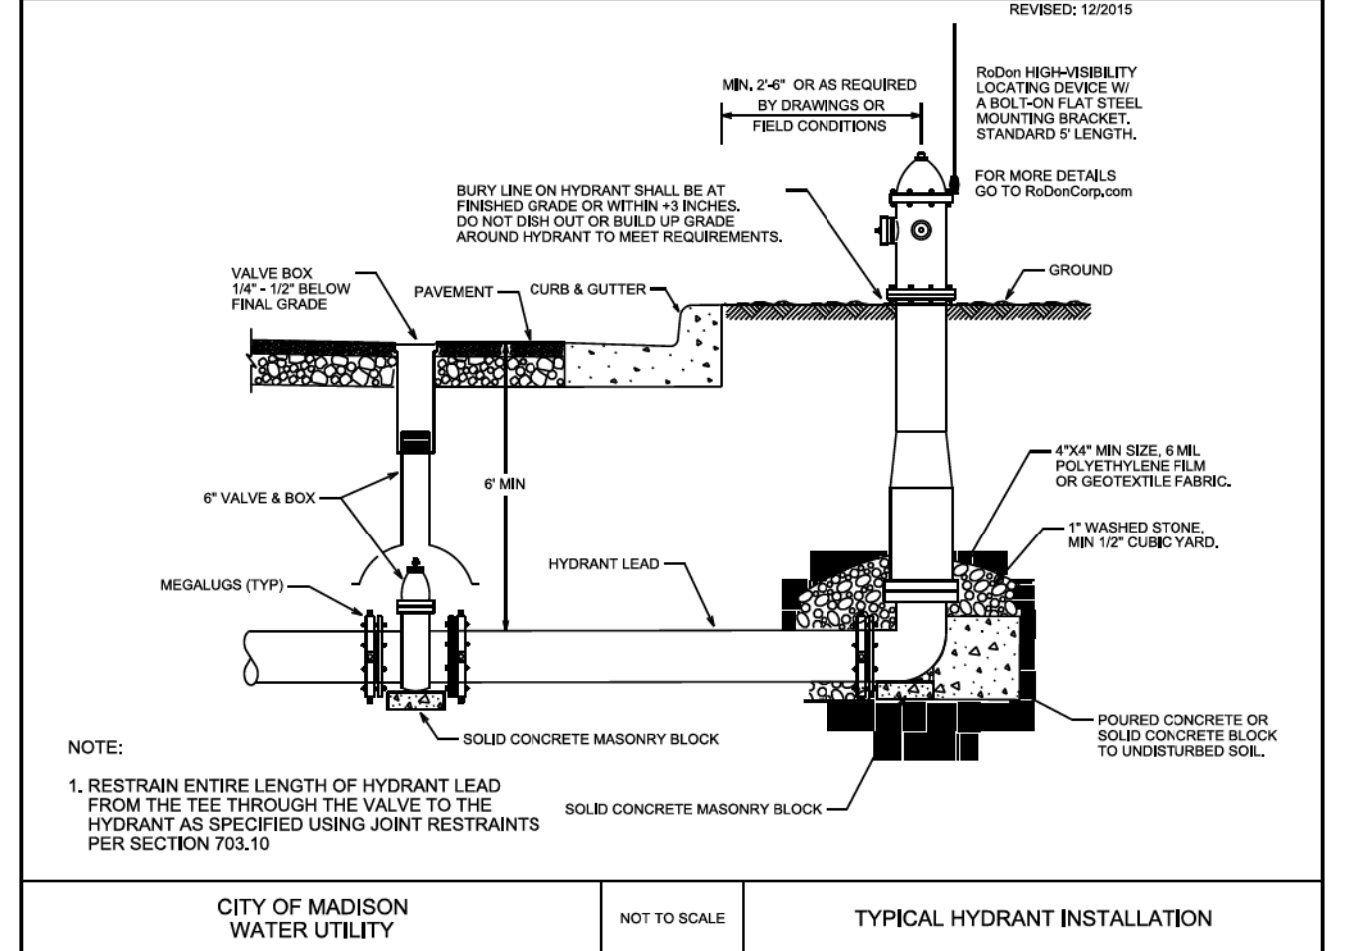 REVISED: 12/2015
RoDon HIGH-VISIBILITY
LOCATING DEVICE W/
A BOLT-ON FLAT STEEL
MOUNTING BRACKET.
STANDARD 5' LENGTH.
FOR MORE DETAILS
GO TO RoDonCorp.com
MIN. 2'-6" OR AS REQUIRED
BY DRAWINGS OR
FIELD CONDITIONS
BURY LINE ON HYDRANT SHALL BE AT
FINISHED GRADE OR WITHIN +3 INCHES.
DO NOT DISH OUT OR BUILD UP GRADE
AROUND HYDRANT TO MEET REQUIREMENTS.
VALVE BOX
1/4" - 1/2" BELOW
FINAL GRADE
PAVEMENT
CURB & GUTTER
GROUND
6" VALVE & BOX
6' MIN
4"X4" MIN SIZE, 6 MIL
POLYETHYLENE FILM
OR GEOTEXTILE FABRIC.
1" WASHED STONE,
MIN 1/2" CUBIC YARD.
HYDRANT LEAD
MEGALUGS (TYP)
SOLID CONCRETE MASONRY BLOCK
POURED CONCRETE OR
SOLID CONCRETE BLOCK
TO UNDISTURBED SOIL.
SOLID CONCRETE MASONRY BLOCK
NOTE:
1. RESTRAIN ENTIRE LENGTH OF HYDRANT LEAD
FROM THE TEE THROUGH THE VALVE TO THE
HYDRANT AS SPECIFIED USING JOINT RESTRAINTS
PER SECTION 703.10
CITY OF MADISON
WATER UTILITY
NOT TO SCALE
TYPICAL HYDRANT INSTALLATION